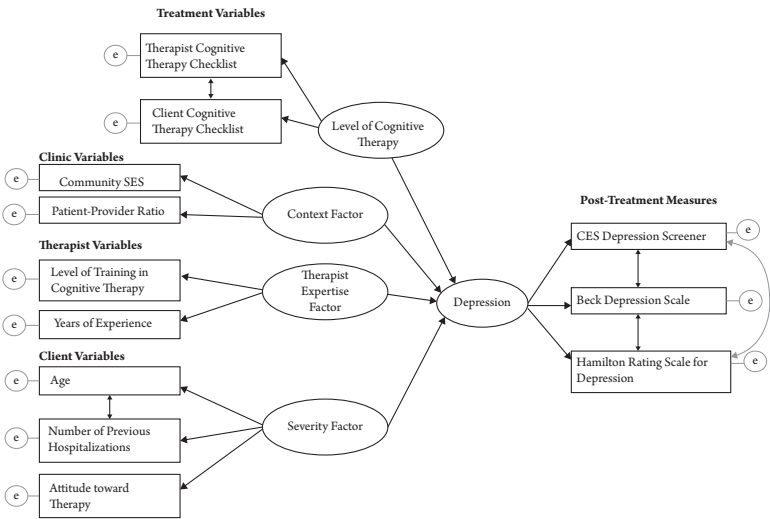 Treatment Variables
e
Therapist Cognitive
Therapy Checklist
e
Client Cognitive
Therapy Checklist
Level of Cognitive
Therapy
Clinic Variables
e
Community SES
e
Patient-Provider Ratio
Context Factor
Therapist Variables
e
Level of Training in
Cognitive Therapy
e
Years of Experience
Therapist
Expertise
Factor
Client Variables
e
Age
e
Number of Previous
Hospitalizations
e
Attitude toward
Therapy
Severity Factor
Depression
Post-Treatment Measures
CES Depression Screener
e
Beck Depression Scale
e
Hamilton Rating Scale for
Depression
e